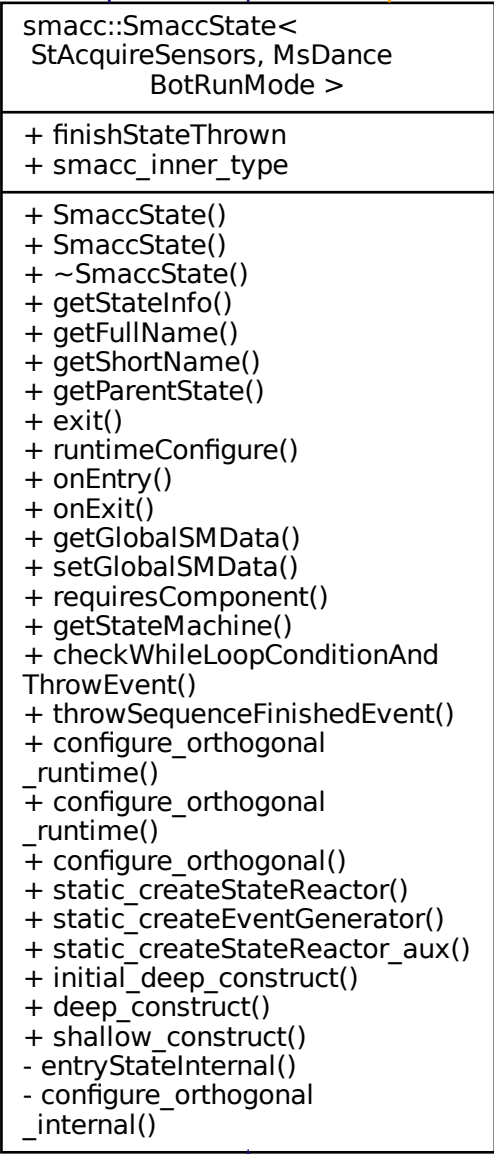 smacc::SmaccState<
StAcquireSensors, MsDance
BotRunMode >
+ finishStateThrown
+ smacc_inner_type
+ SmaccState()
+ SmaccState()
+ ~SmaccState()
+ getStateInfo()
+ getFullName()
+ getShortName()
+ getParentState()
+ exit()
+ runtimeConfigure()
+ onEntry()
+ onExit()
+ getGlobalSMData()
+ setGlobalSMData()
+ requiresComponent()
+ getStateMachine()
+ checkWhileLoopConditionAnd
ThrowEvent()
+ throwSequenceFinishedEvent()
+ configure_orthogonal
_runtime()
+ configure_orthogonal
_runtime()
+ configure_orthogonal()
+ static_createStateReactor()
+ static_createEventGenerator()
+ static_createStateReactor_aux()
+ initial_deep_construct()
+ deep_construct()
+ shallow_construct()
- entryStateInternal()
- configure_orthogonal
_internal()